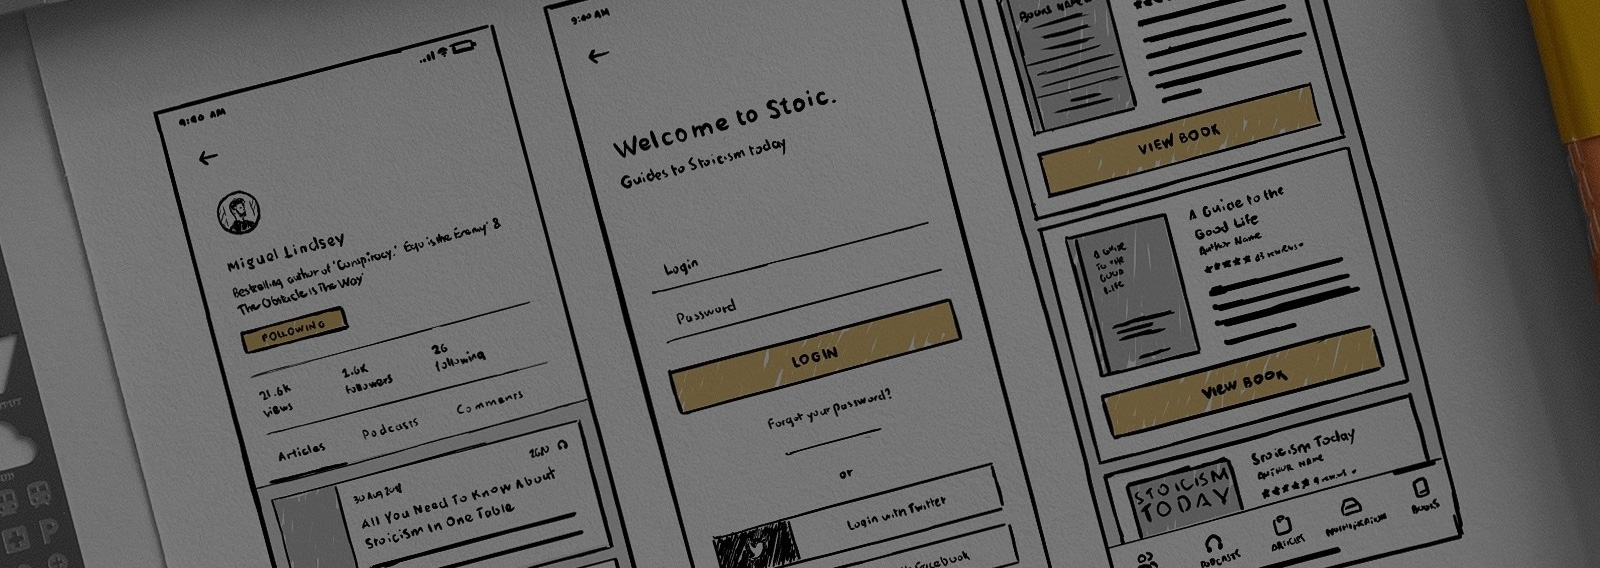 9:40 AM
Miguel Lindsey
Bestselling author of 'Conspiracy.' 'Ego is the Enemy' &
The Obstacle is The Way'
FOLLOWING
21.6K
views
1.6K
followers
26
following
Articles
Podcasts
Comments
30 Aug 2018
All You Need To Know About
Stoicism In One Table
9:40 AM
Welcome to Stoic.
Guides to Stoicism today
Login
Password
LOGIN
Forgot your password?
or
Login with Twitter
Facebook
BOOKS NAME
VIEW BOOK
A GUIDE
TO THE
GOOD
LIFE
A Guide to the
Good Life
Author Name
★★★★★ 83 reviews
VIEW BOOK
STOICISM
TODAY
Stoicism Today
AUTHOR NAME
★★★★★
PODCASTS
ARTICLES
BOOKS
P